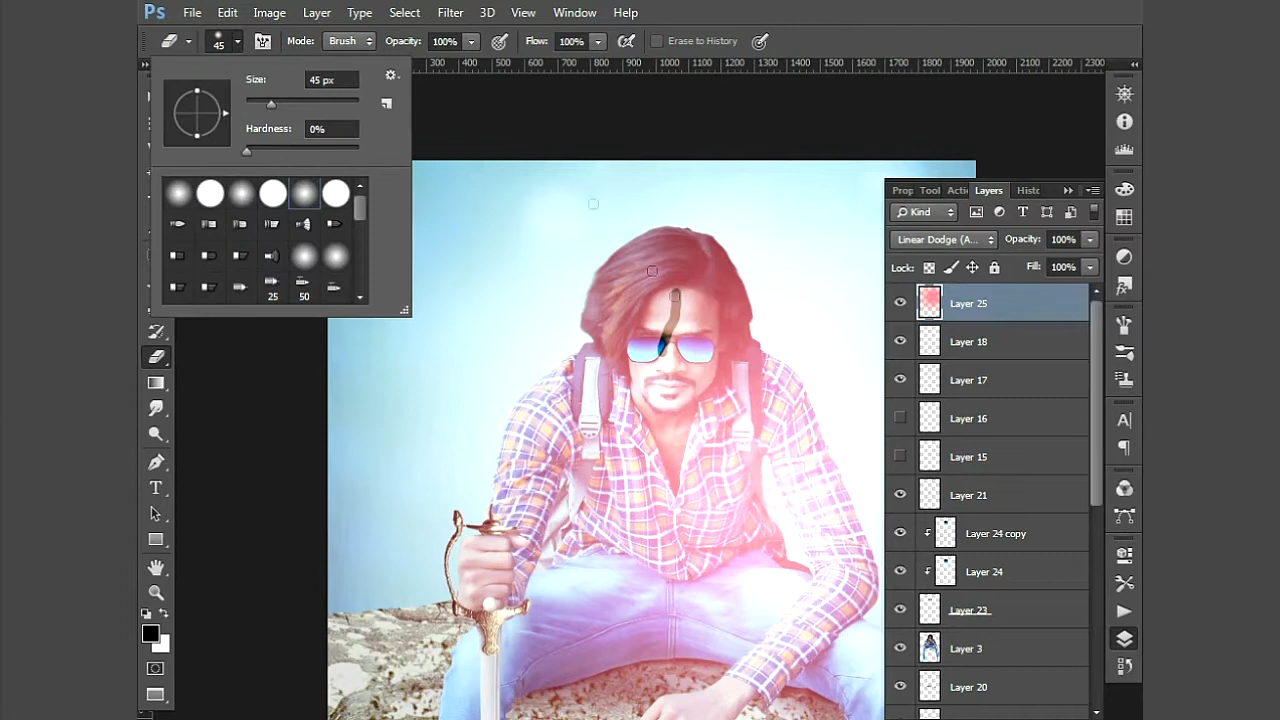 Ps File Edit Image Layer Type Select Filter 3D View Window Help
45 Mode: Brush Opacity: 100% Flow: 100% Erase to History
300 400 500 600 700 800 900 1000 1100 1200 1300 1400 1500 1600 1700 1800 1900 2000 2100 2200 2300
Size: 45 px
Hardness: 0%
25 50
Prop Tool Actio Layers Histo
Kind T
Linear Dodge (A... Opacity: 100%
Lock: Fill: 100%
Layer 25
Layer 18
Layer 17
Layer 16
Layer 15
Layer 21
Layer 24 copy
Layer 24
Layer 23
Layer 3
Layer 20